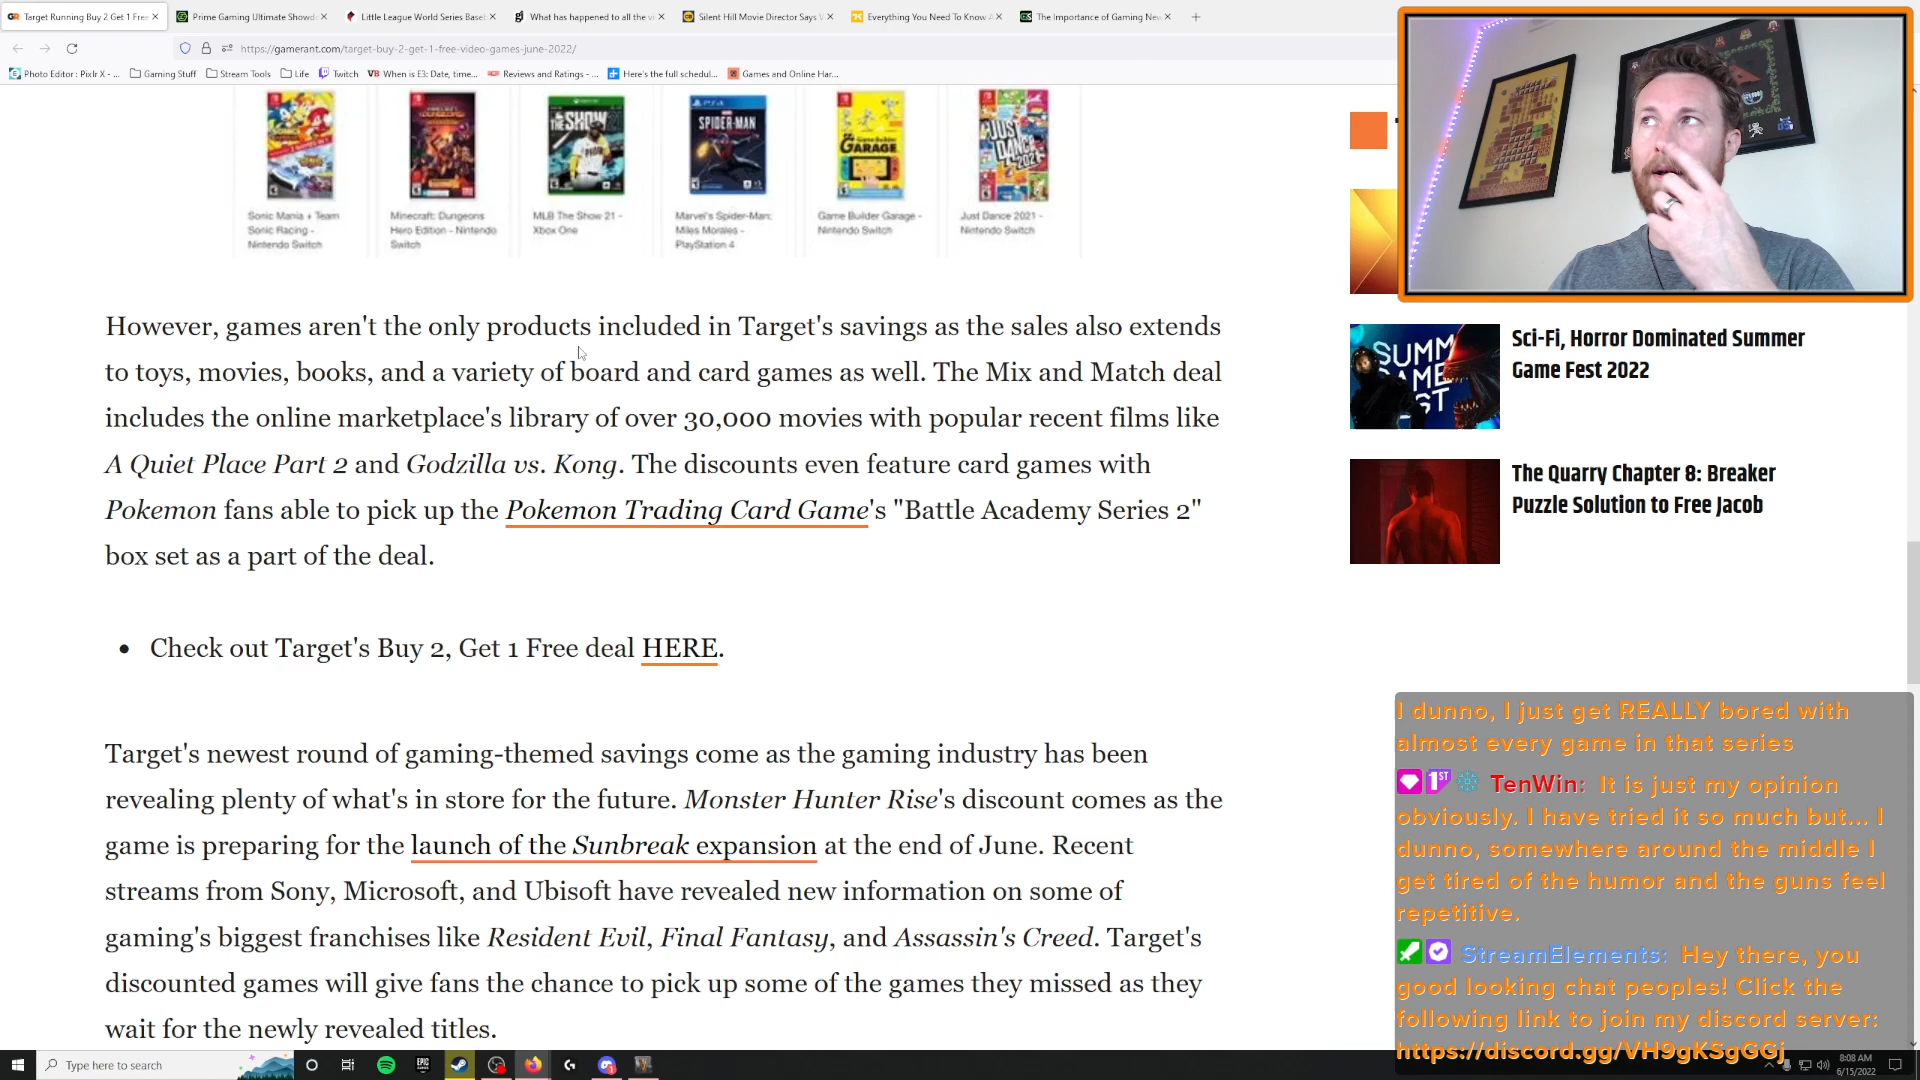 Target Running Buy 2 Get 1 Free
Prime Gaming Ultimate Showd
Little League World Series Baseb
What has happened to all the vi
Silent Hill Movie Director Says V
Everything You Need To Know A
The Importance of Gaming New
https://gamerant.com/target-buy-2-get-1-free-video-games-june-2022/
Photo Editor : Pixlr X - ...
Gaming Stuff
Stream Tools
Life
Twitch
When is E3: Date, time...
Reviews and Ratings - ...
Here's the full schedul...
Games and Online Har...
Sonic Mania + Team Sonic Racing - Nintendo Switch
Minecraft: Dungeons Hero Edition - Nintendo Switch
MLB The Show 21 - Xbox One
Marvel's Spider-Man: Miles Morales - PlayStation 4
Game Builder Garage - Nintendo Switch
Just Dance 2021 - Nintendo Switch
However, games aren't the only products included in Target's savings as the sales also extends
to toys, movies, books, and a variety of board and card games as well. The Mix and Match deal
includes the online marketplace's library of over 30,000 movies with popular recent films like
A Quiet Place Part 2 and Godzilla vs. Kong. The discounts even feature card games with
Pokemon fans able to pick up the Pokemon Trading Card Game's "Battle Academy Series 2"
box set as a part of the deal.
• Check out Target's Buy 2, Get 1 Free deal HERE.
Target's newest round of gaming-themed savings come as the gaming industry has been
revealing plenty of what's in store for the future. Monster Hunter Rise's discount comes as the
game is preparing for the launch of the Sunbreak expansion at the end of June. Recent
streams from Sony, Microsoft, and Ubisoft have revealed new information on some of
gaming's biggest franchises like Resident Evil, Final Fantasy, and Assassin's Creed. Target's
discounted games will give fans the chance to pick up some of the games they missed as they
wait for the newly revealed titles.
Sci-Fi, Horror Dominated Summer
Game Fest 2022
The Quarry Chapter 8: Breaker
Puzzle Solution to Free Jacob
I dunno, I just get REALLY bored with
almost every game in that series
1ST TenWin: It is just my opinion
obviously. I have tried it so much but... I
dunno, somewhere around the middle I
get tired of the humor and the guns feel
repetitive.
StreamElements: Hey there, you
good looking chat peoples! Click the
following link to join my discord server:
https://discord.gg/VH9gKSgGGj
Type here to search
8:08 AM
6/15/2022